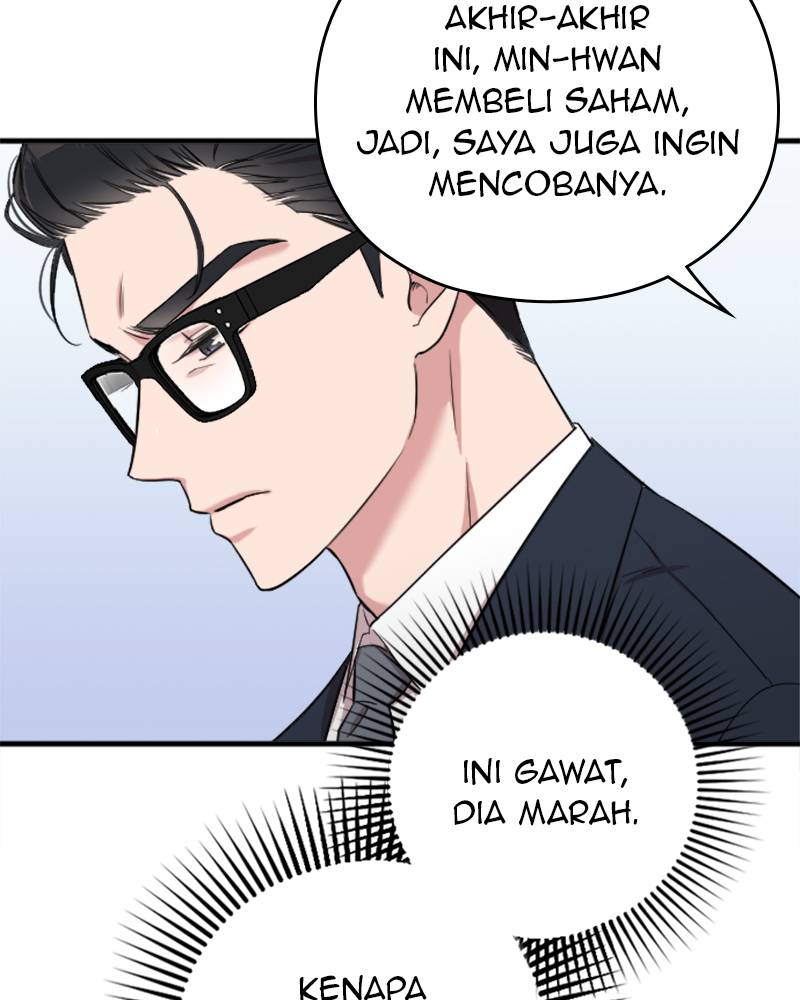 AKHIR-AKHIR
INI, MIN-HWAN
MEMBELI SAHAM,
JADI, SAYA JUGA INGIN
MENCOBANYA.
INI GAWAT,
DIA MARAH.
KENAPA